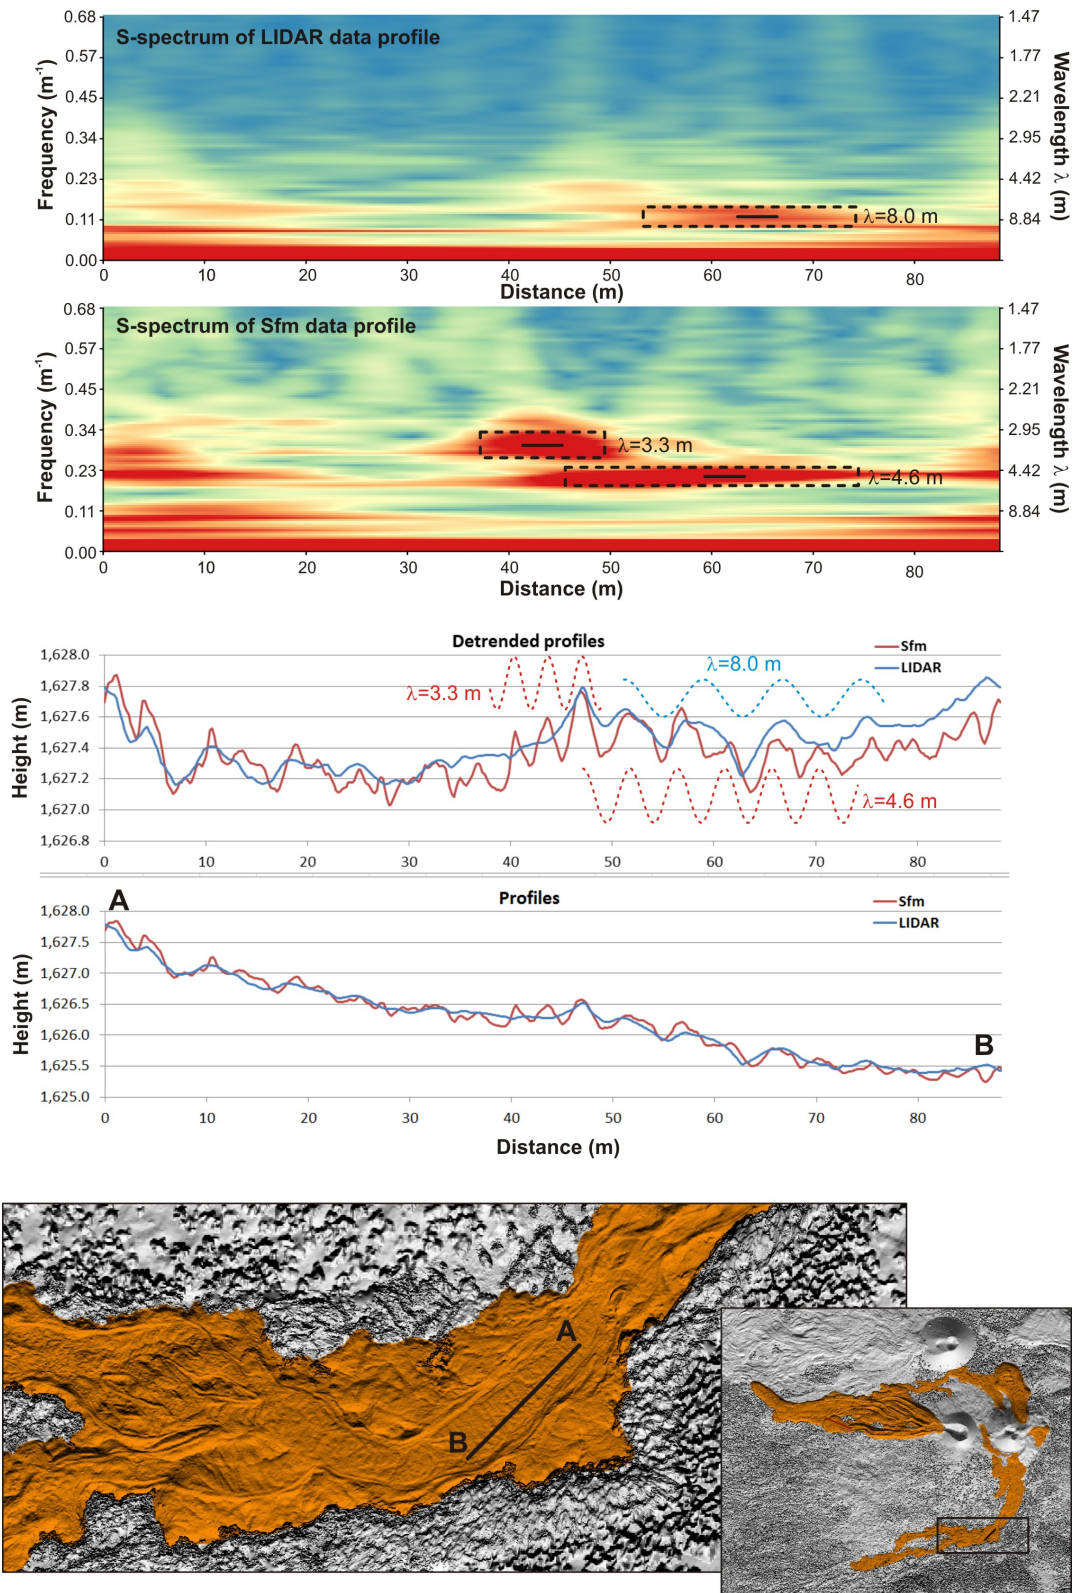 S-spectrum of LIDAR data profile
Frequency (m⁻¹)
0.68
0.57
0.45
0.34
0.23
0.11
0.00
1.47
1.77
2.21
2.95
4.42
8.84
Wavelength λ (m)
λ=8.0 m
0 10 20 30 40 50 60 70 80
Distance (m)
S-spectrum of Sfm data profile
Frequency (m⁻¹)
0.68
0.57
0.45
0.34
0.23
0.11
0.00
1.47
1.77
2.21
2.95
4.42
8.84
Wavelength λ (m)
λ=3.3 m
λ=4.6 m
0 10 20 30 40 50 60 70 80
Distance (m)
Detrended profiles
Sfm
LIDAR
Height (m)
1,628.0
1,627.8
1,627.6
1,627.4
1,627.2
1,627.0
1,626.8
λ=3.3 m
λ=8.0 m
λ=4.6 m
0 10 20 30 40 50 60 70 80
A
Profiles
Sfm
LIDAR
Height (m)
1,628.0
1,627.5
1,627.0
1,626.5
1,626.0
1,625.5
1,625.0
B
0 10 20 30 40 50 60 70 80
Distance (m)
A
B